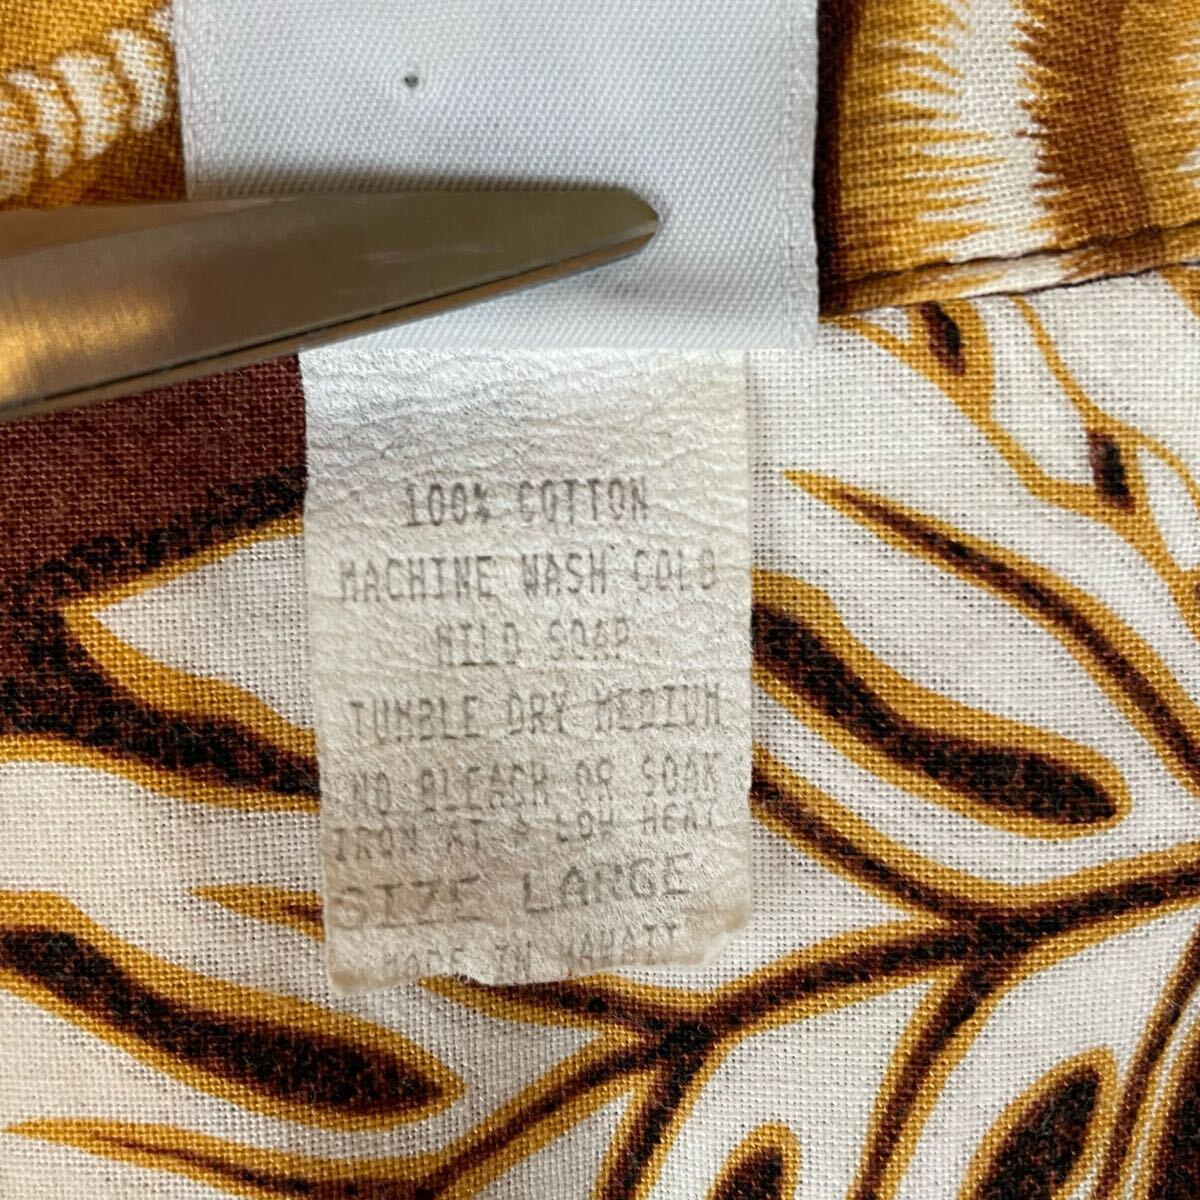 100% COTTON
MACHINE WASH COLD
MILD SOAP
TUMBLE DRY MEDIUM
NO BLEACH OR SOAK
IRON AT A LOW HEAT
SIZE LARGE
MADE IN HAWAII